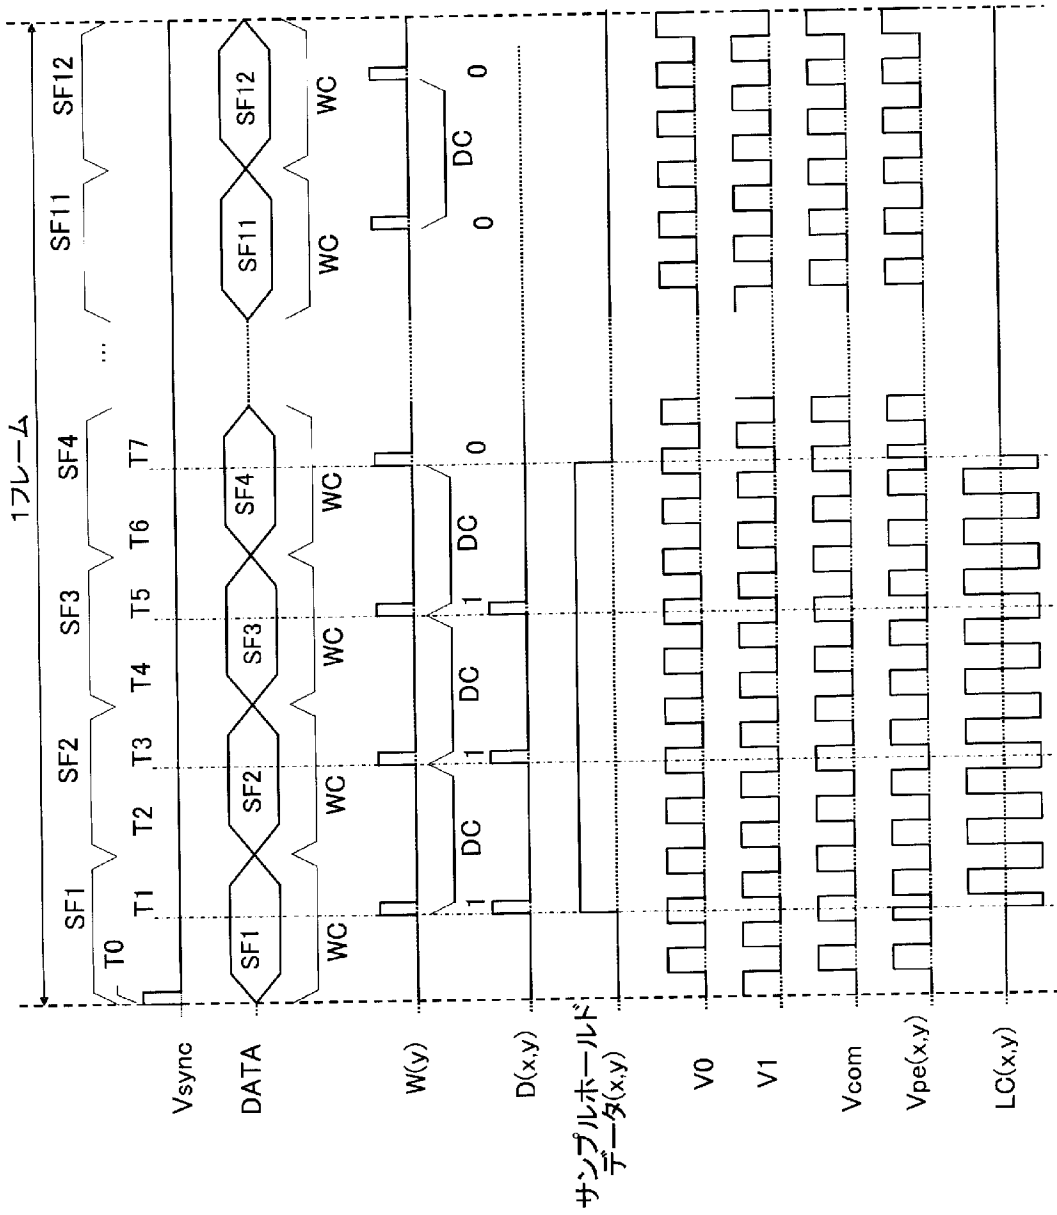 1フレーム
SF1 SF2 SF3 SF4 … SF11 SF12
T0 T1 T2 T3 T4 T5 T6 T7
Vsync
DATA SF1 SF2 SF3 SF4 SF11 SF12
WC WC WC WC WC WC
W(y)
DC DC DC DC
1 1 1 0 0 0
D(x,y)
サンプルホールド
データ(x,y)
V0
V1
Vcom
Vpe(x,y)
LC(x,y)